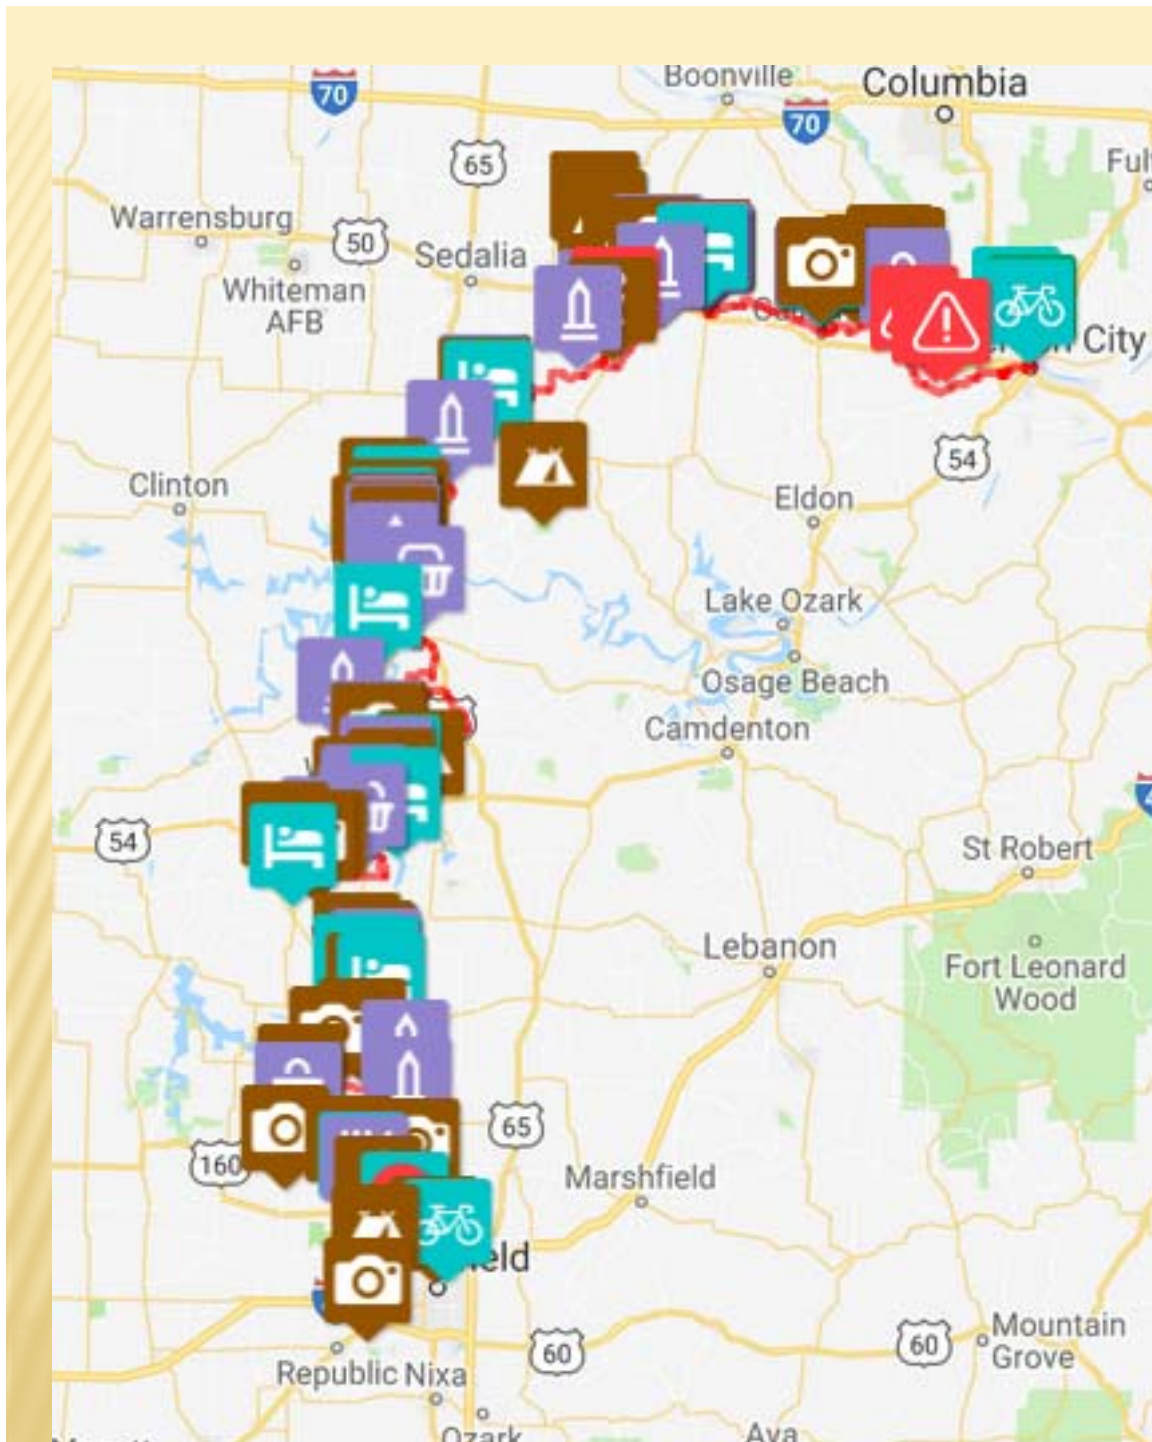 Boonville
Columbia
70
70
65
Ful
Warrensburg
50
Sedalia
Whiteman
AFB
City
54
Clinton
Eldon
Lake Ozark
Osage Beach
Camdenton
54
St Robert
Lebanon
Fort Leonard
Wood
65
160
Marshfield
ield
60
60
Mountain
Grove
Republic
Nixa
Ozark
Ava